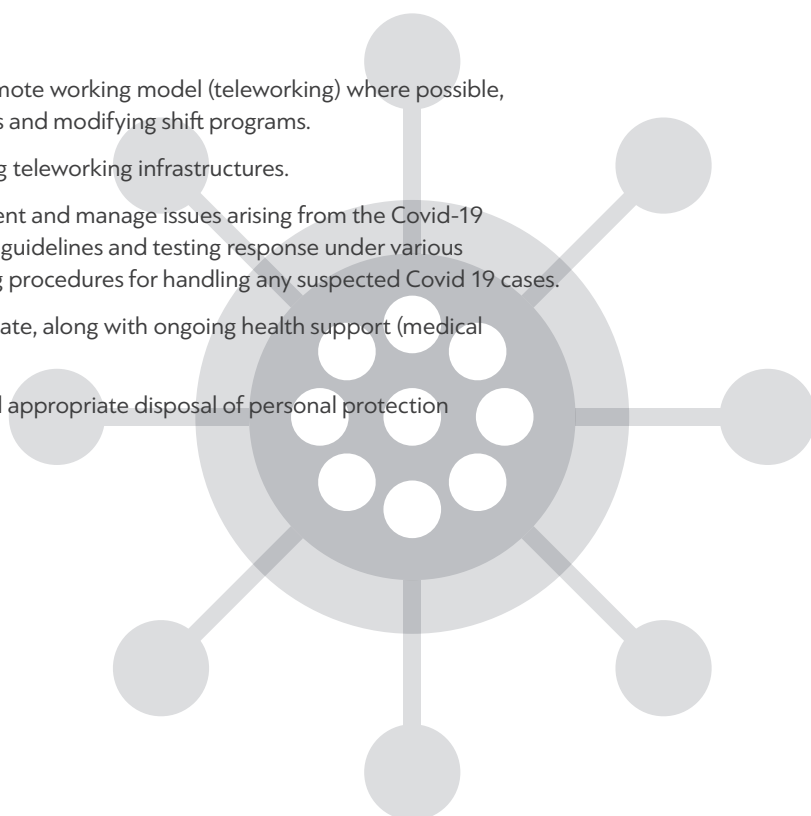 mote working model (teleworking) where possible,
s and modifying shift programs.
g teleworking infrastructures.
ent and manage issues arising from the Covid-19
guidelines and testing response under various
g procedures for handling any suspected Covid 19 cases.
ate, along with ongoing health support (medical
l appropriate disposal of personal protection